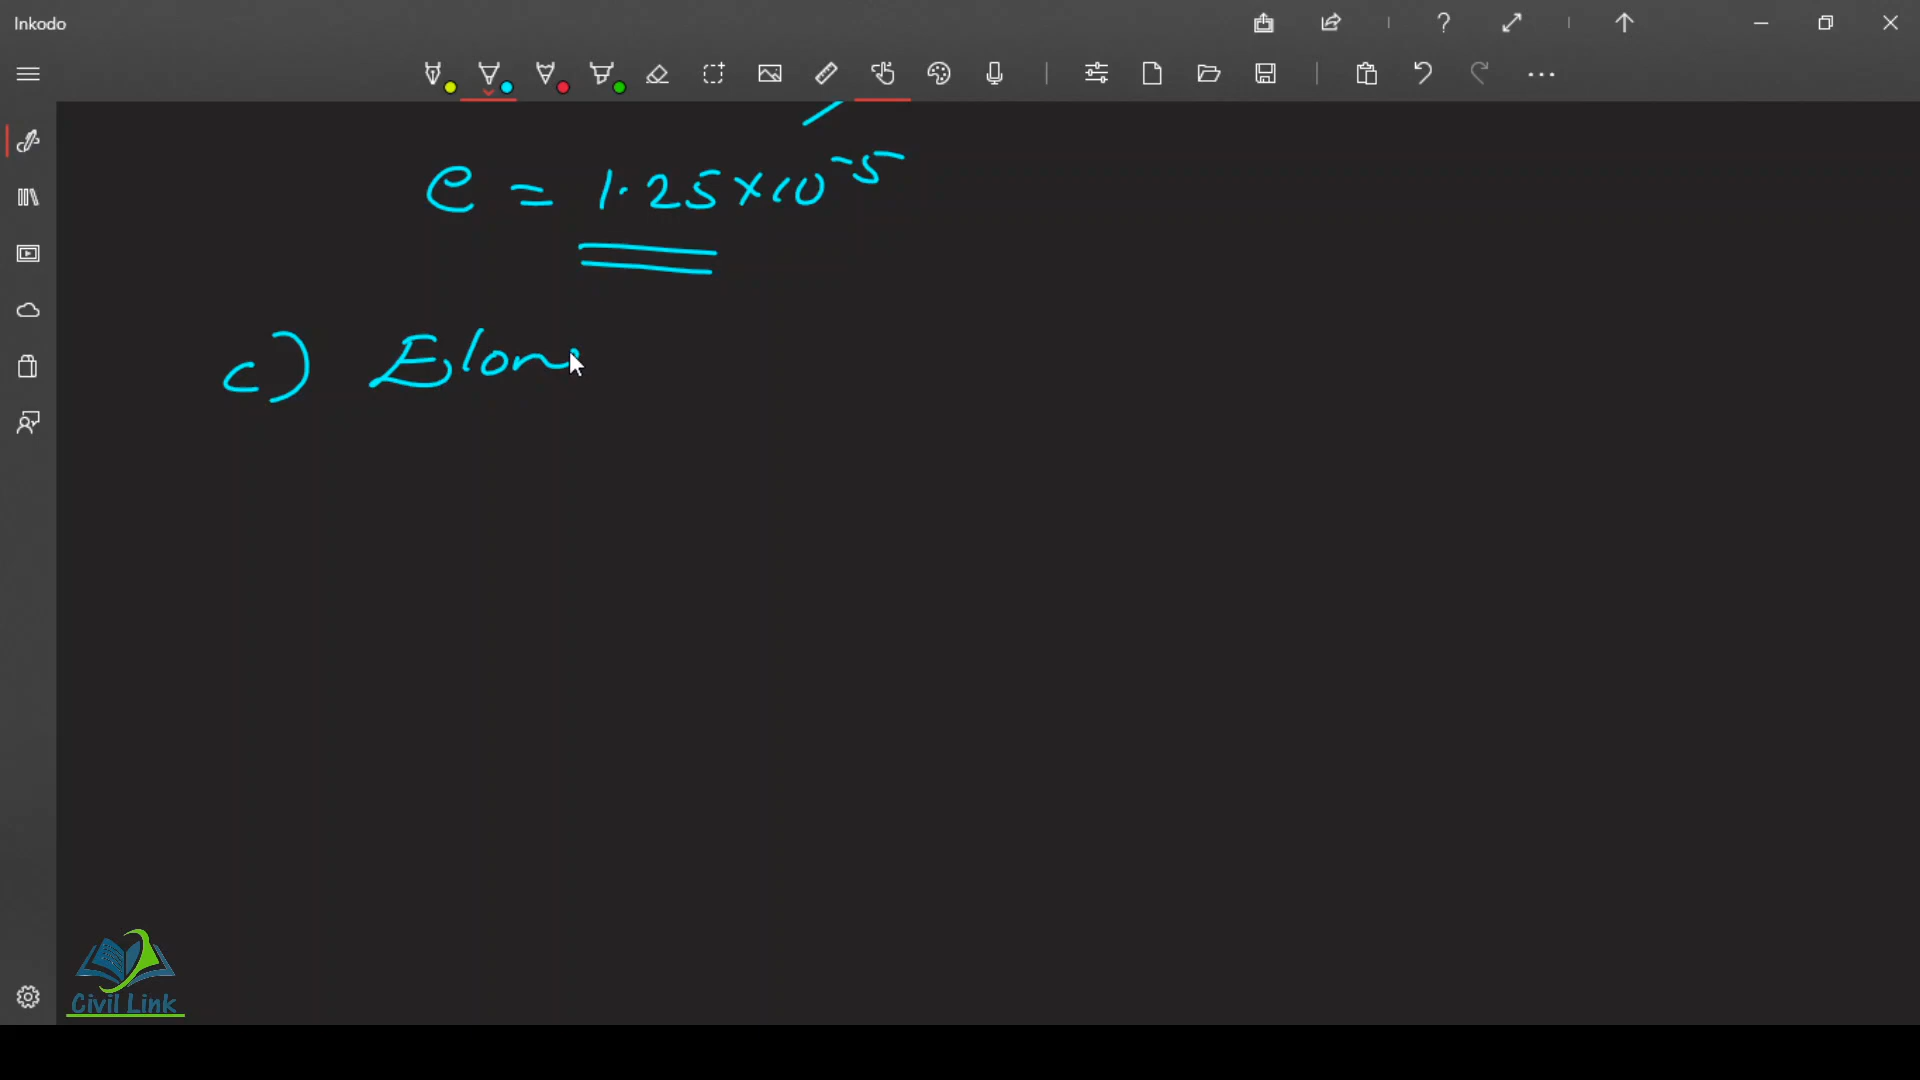 Inkodo
e = 1.25×10⁻⁵
c) Elon
Civil Link